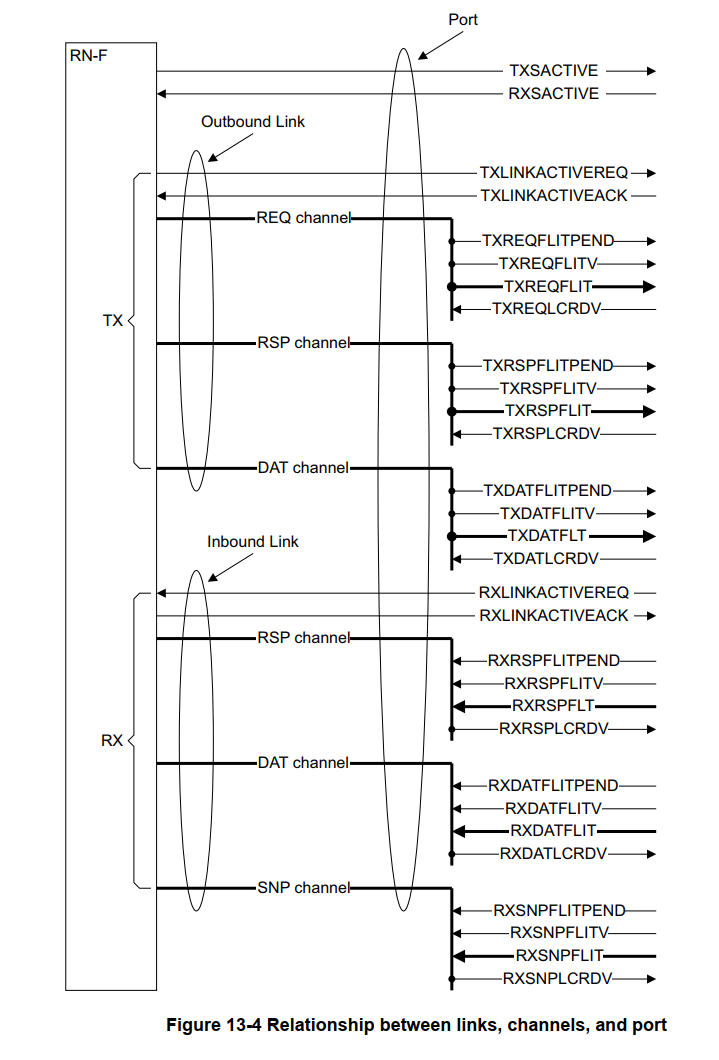 Port
RN-F
TXSACTIVE
RXSACTIVE
Outbound Link
TXLINKACTIVEREQ
TXLINKACTIVEACK
REQ channel
TXREQFLITPEND
TXREQFLITV
TXREQFLIT
TXREQLCRDV
TX
RSP channel
TXRSPFLITPEND
TXRSPFLITV
TXRSPFLIT
TXRSPLCRDV
DAT channel
TXDATFLITPEND
TXDATFLITV
TXDATFLT
TXDATLCRDV
Inbound Link
RXLINKACTIVEREQ
RXLINKACTIVEACK
RSP channel
RXRSPFLITPEND
RXRSPFLITV
RXRSPFLT
RXRSPLCRDV
RX
DAT channel
RXDATFLITPEND
RXDATFLITV
RXDATFLIT
RXDATLCRDV
SNP channel
RXSNPFLITPEND
RXSNPFLITV
RXSNPFLIT
RXSNPLCRDV
Figure 13-4 Relationship between links, channels, and port